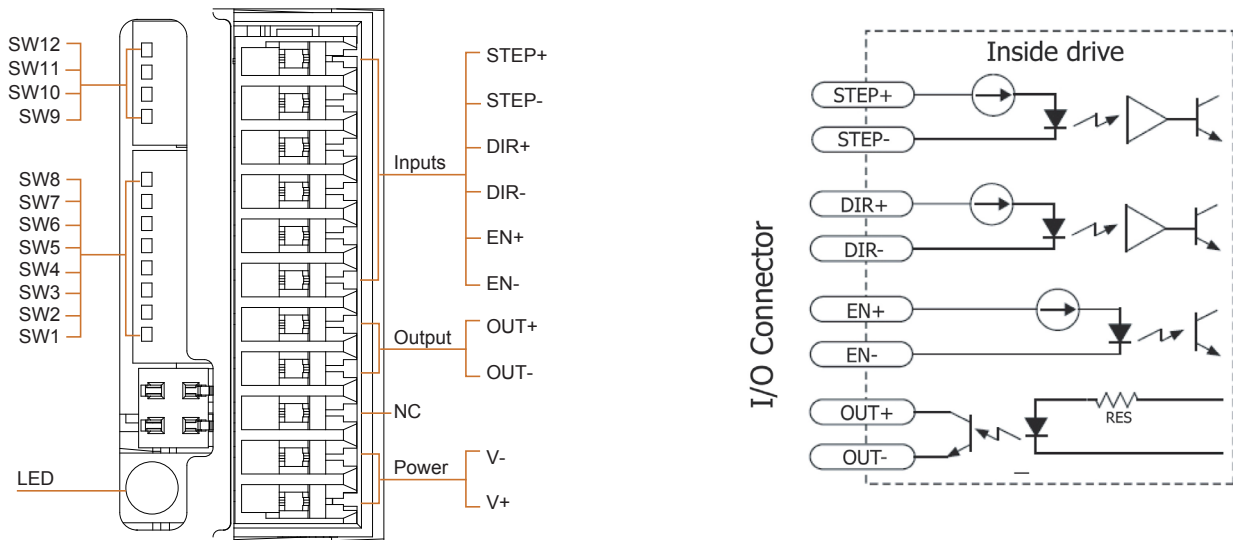 SW12
SW11
SW10
SW9
SW8
SW7
SW6
SW5
SW4
SW3
SW2
SW1
LED
Inputs
STEP+
STEP-
DIR+
DIR-
EN+
EN-
Output
OUT+
OUT-
NC
Power
V-
V+
I/O Connector
Inside drive
STEP+
STEP-
DIR+
DIR-
EN+
EN-
OUT+
OUT-
RES